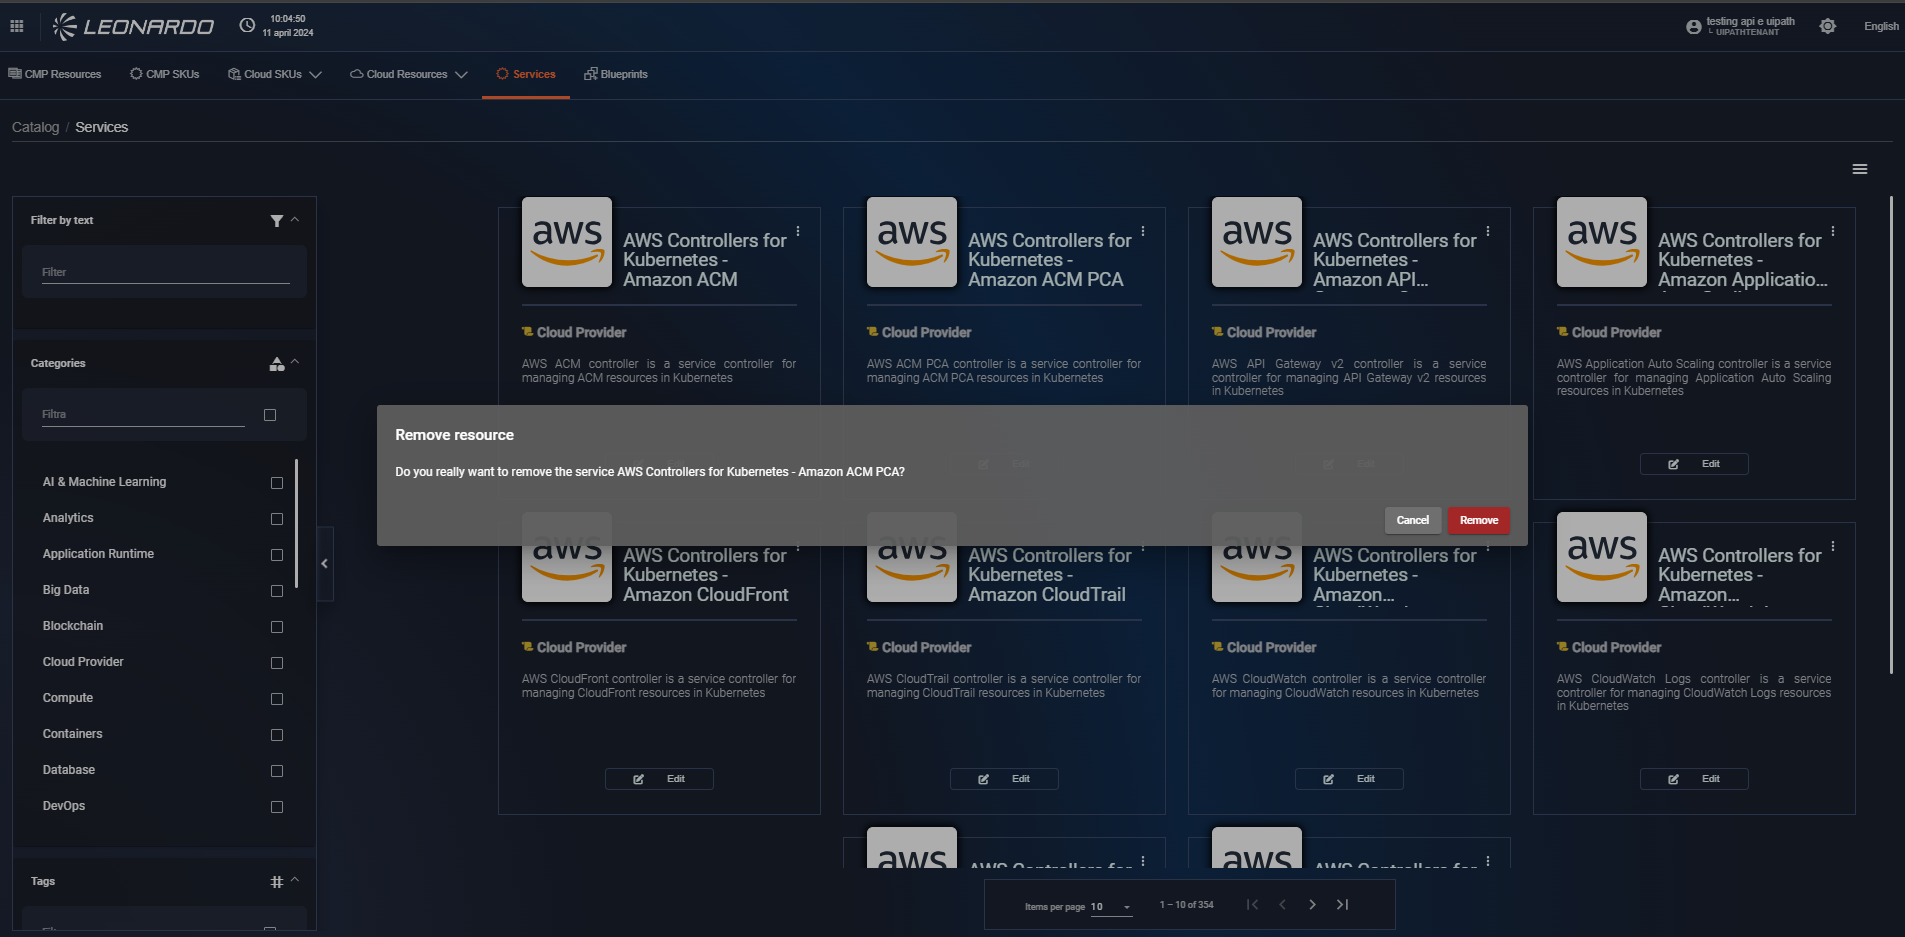 LEONARDO
10:04:50
11 april 2024
testing api e uipath
UIPATHTENANT
English
CMP Resources
CMP SKUs
Cloud SKUs
Cloud Resources
Services
Blueprints
Catalog / Services
Filter by text
Filter
Categories
Filtra
AI & Machine Learning
Analytics
Application Runtime
Big Data
Blockchain
Cloud Provider
Compute
Containers
Database
DevOps
Tags
aws
AWS Controllers for
Kubernetes -
Amazon ACM
Cloud Provider
AWS ACM controller is a service controller for
managing ACM resources in Kubernetes
aws
AWS Controllers for
Kubernetes -
Amazon ACM PCA
Cloud Provider
AWS ACM PCA controller is a service controller for
managing ACM PCA resources in Kubernetes
Edit
aws
AWS Controllers for
Kubernetes -
Amazon API...
Cloud Provider
AWS API Gateway v2 controller is a service
controller for managing API Gateway v2 resources
in Kubernetes
Edit
aws
AWS Controllers for
Kubernetes -
Amazon Applicatio...
Cloud Provider
AWS Application Auto Scaling controller is a service
controller for managing Application Auto Scaling
resources in Kubernetes
Edit
Remove resource
Do you really want to remove the service AWS Controllers for Kubernetes - Amazon ACM PCA?
Cancel
Remove
aws
AWS Controllers for
Kubernetes -
Amazon CloudFront
Cloud Provider
AWS CloudFront controller is a service controller for
managing CloudFront resources in Kubernetes
Edit
aws
AWS Controllers for
Kubernetes -
Amazon CloudTrail
Cloud Provider
AWS CloudTrail controller is a service controller for
managing CloudTrail resources in Kubernetes
Edit
aws
AWS Controllers for
Kubernetes -
Amazon...
Cloud Provider
AWS CloudWatch controller is a service controller
for managing CloudWatch resources in Kubernetes
Edit
aws
AWS Controllers for
Kubernetes -
Amazon...
Cloud Provider
AWS CloudWatch Logs controller is a service
controller for managing CloudWatch Logs resources
in Kubernetes
Edit
aws
AWS Controllers for
aws
AWS Controllers for
Items per page 10
1 – 10 of 354